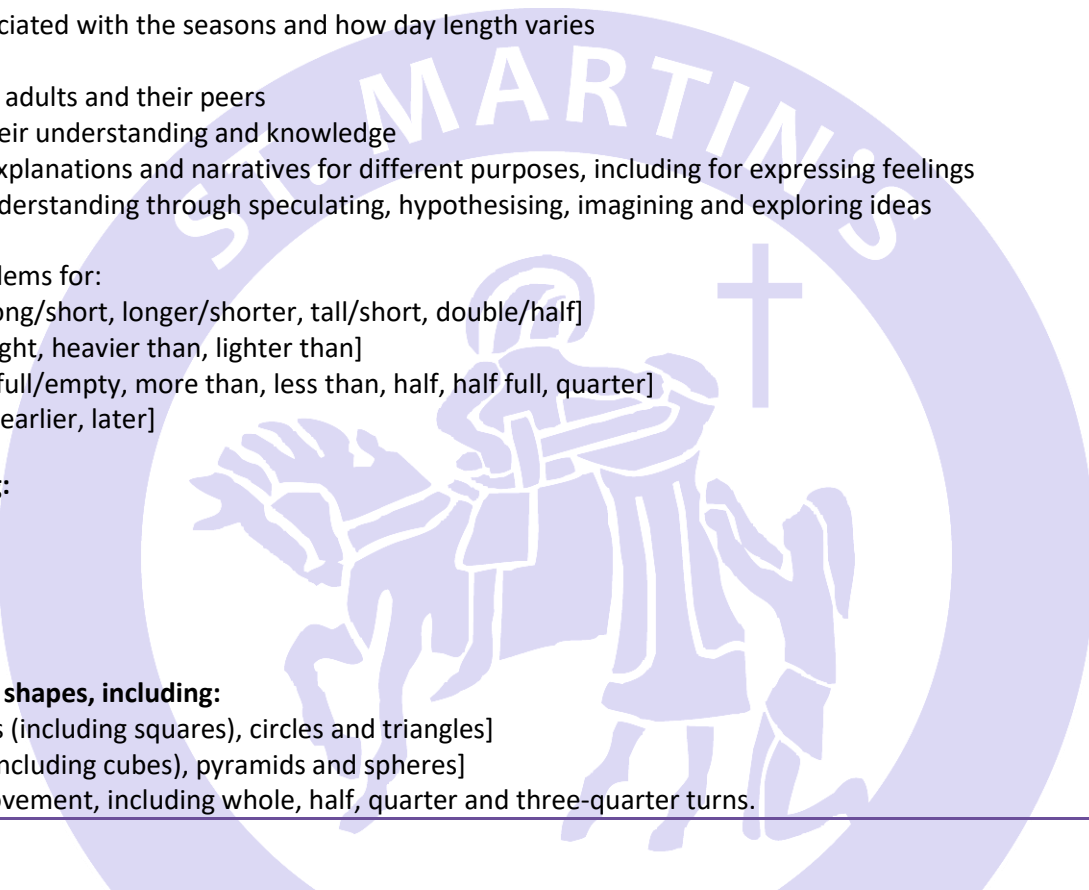 ciated with the seasons and how day length varies
adults and their peers
eir understanding and knowledge
xplanations and narratives for different purposes, including for expressing feelings
derstanding through speculating, hypothesising, imagining and exploring ideas
lems for:
ong/short, longer/shorter, tall/short, double/half]
ght, heavier than, lighter than]
full/empty, more than, less than, half, half full, quarter]
earlier, later]
g:
shapes, including:
s (including squares), circles and triangles]
ncluding cubes), pyramids and spheres]
ovement, including whole, half, quarter and three-quarter turns.
ST. MARTIN'S